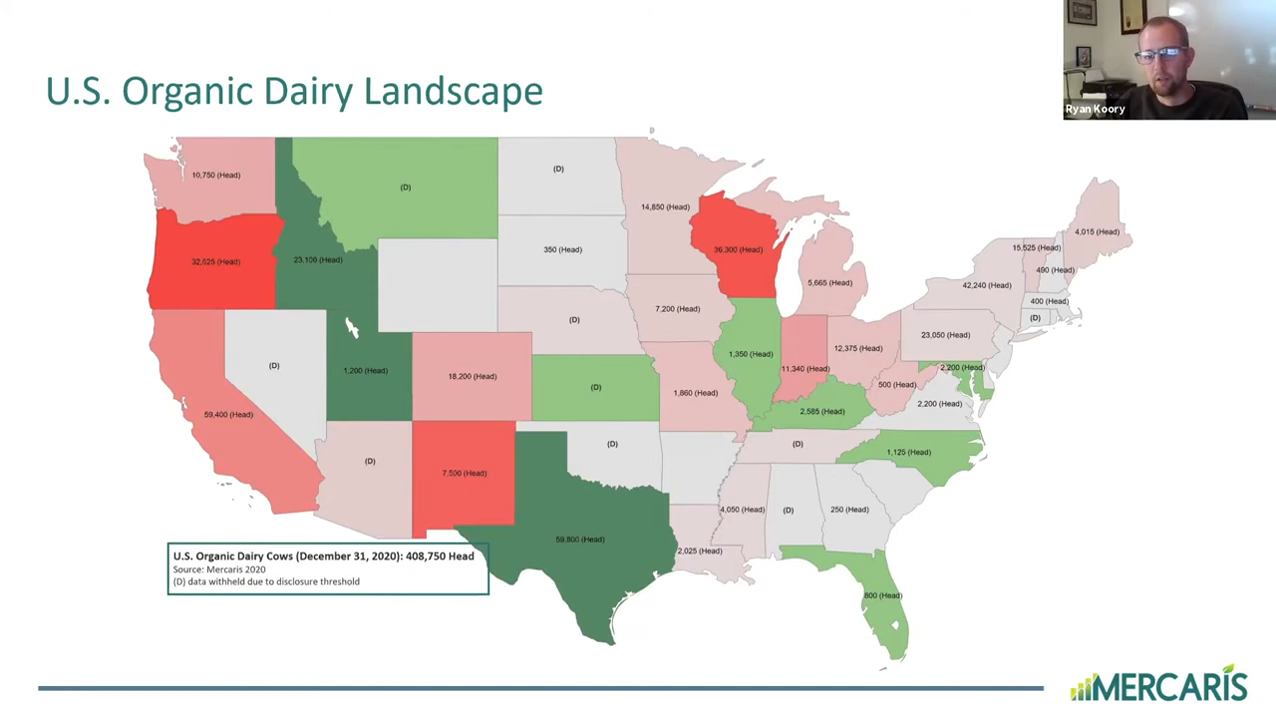 U.S. Organic Dairy Landscape
Ryan Koory
(D)
10,750 (Head)
(D)
(D)
14,850 (Head)
4,015 (Head)
32,625 (Head)
23,100 (Head)
350 (Head)
36,300 (Head)
15,525 (Head)
490 (Head)
5,665 (Head)
42,240 (Head)
400 (Head)
7,200 (Head)
(D)
(D)
23,050 (Head)
(D)
1,200 (Head)
18,200 (Head)
(D)
1,350 (Head)
11,340 (Head)
12,375 (Head)
2,200 (Head)
59,400 (Head)
1,860 (Head)
2,585 (Head)
500 (Head)
2,200 (Head)
(D)
7,500 (Head)
(D)
(D)
1,125 (Head)
59,800 (Head)
4,050 (Head)
(D)
250 (Head)
2,025 (Head)
800 (Head)
U.S. Organic Dairy Cows (December 31, 2020): 408,750 Head
Source: Mercaris 2020
(D) data withheld due to disclosure threshold
MERCARIS